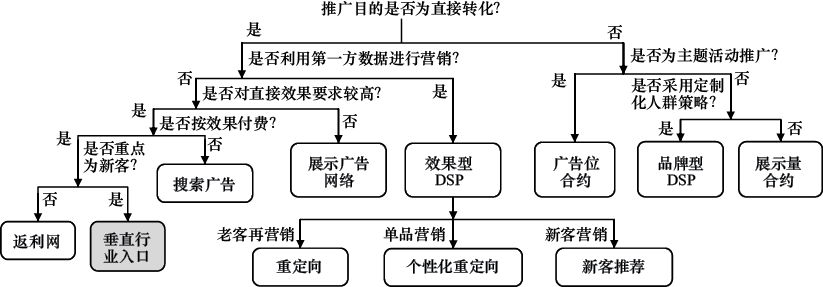 推广目的是否为直接转化？
是
否
是否利用第一方数据进行营销？
是否为主题活动推广？
否
是
是
否
是否对直接效果要求较高？
是否采用定制
化人群策略？
是
否
是否按效果付费？
是
否
是
否
是否重点
为新客？
搜索广告
展示广告
网络
效果型
DSP
广告位
合约
品牌型
DSP
展示量
合约
否
是
返利网
垂直行
业入口
老客再营销
单品营销
新客营销
重定向
个性化重定向
新客推荐